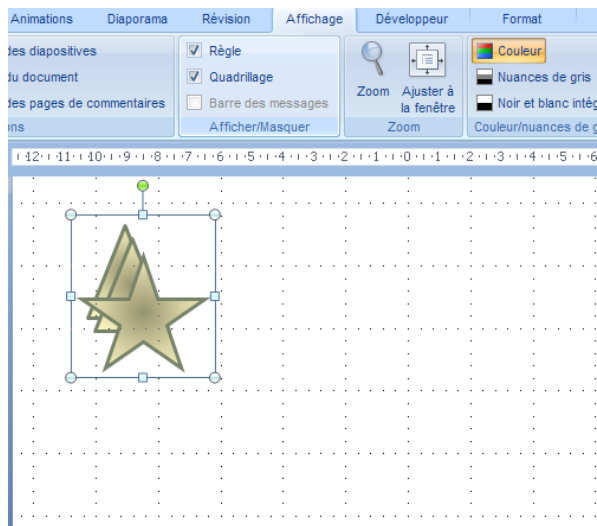 Animations Diaporama Révision Affichage Développeur Format
des diapositives
du document
des pages de commentaires
ons
Règle
Quadrillage
Barre des messages
Afficher/Masquer
Zoom
Ajuster à
la fenêtre
Zoom
Couleur
Nuances de gris
Noir et blanc intég
Couleur/nuances de g
12 11 10 9 8 7 6 5 4 3 2 1 0 1 2 3 4 5 6